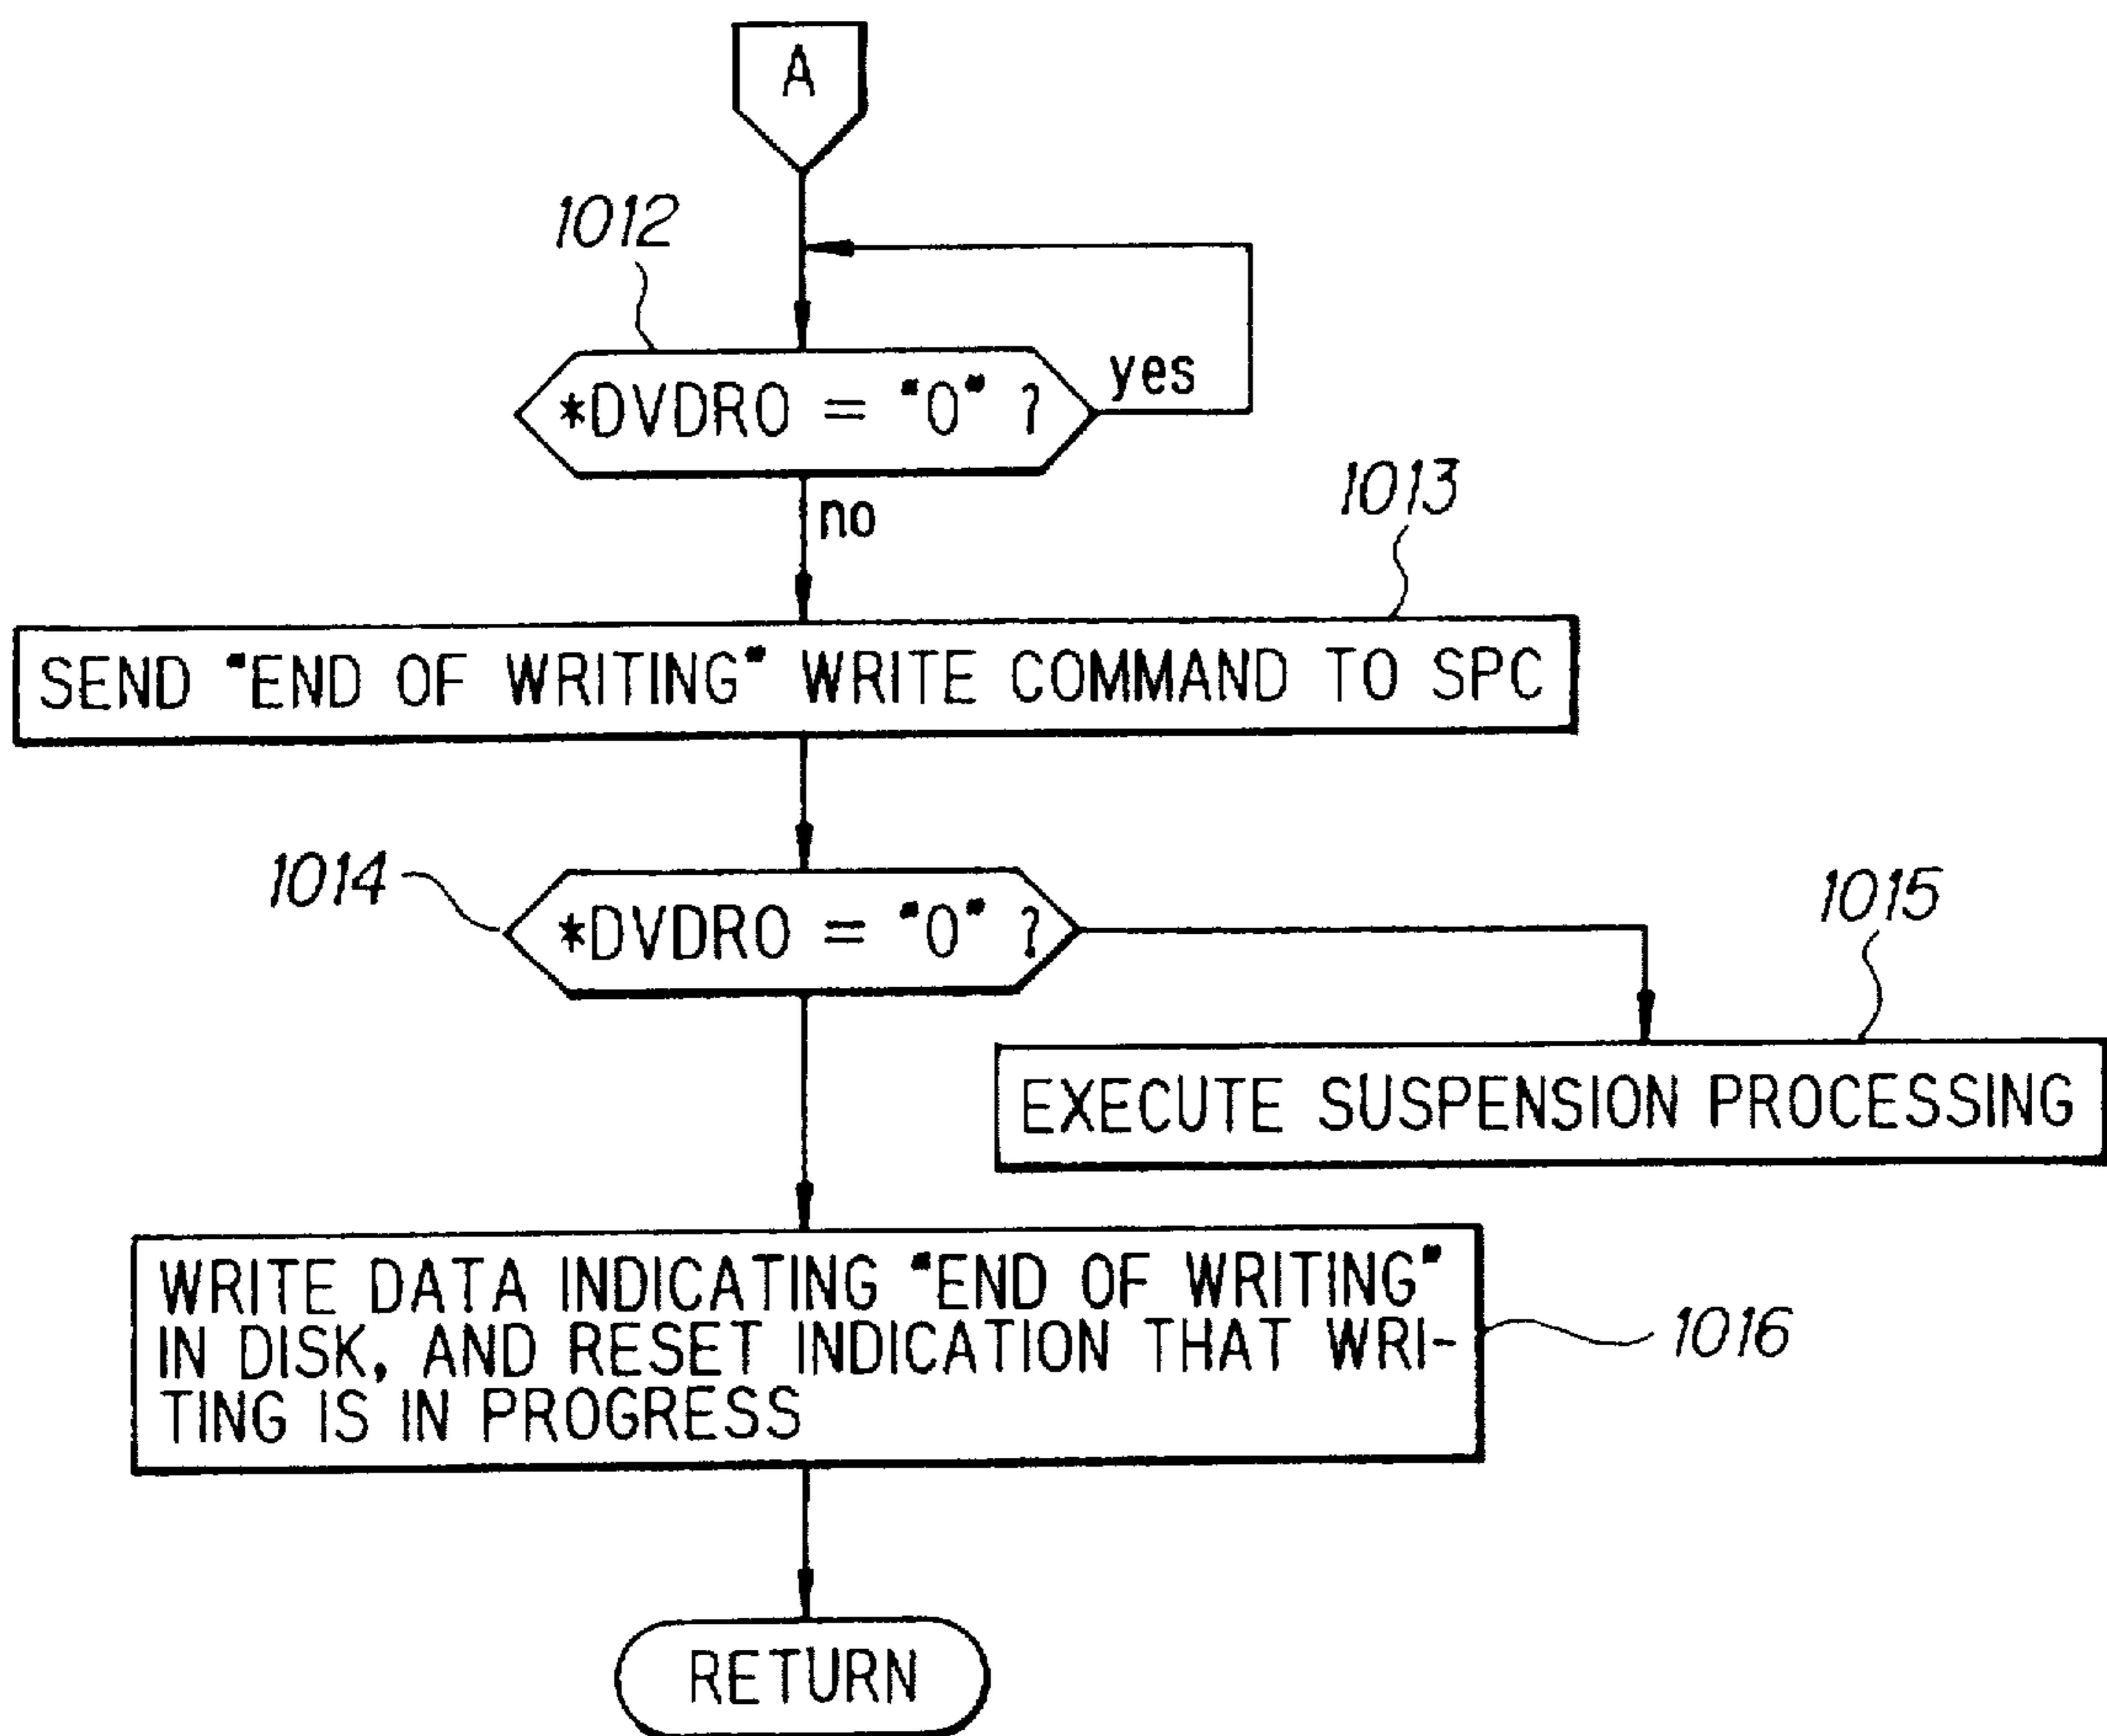 A
1012
*DVDRO = "0" ?
yes
no
1013
SEND "END OF WRITING" WRITE COMMAND TO SPC
1014
*DVDRO = "0" ?
1015
EXECUTE SUSPENSION PROCESSING
WRITE DATA INDICATING "END OF WRITING"
IN DISK, AND RESET INDICATION THAT WRI-
TING IS IN PROGRESS
1016
RETURN